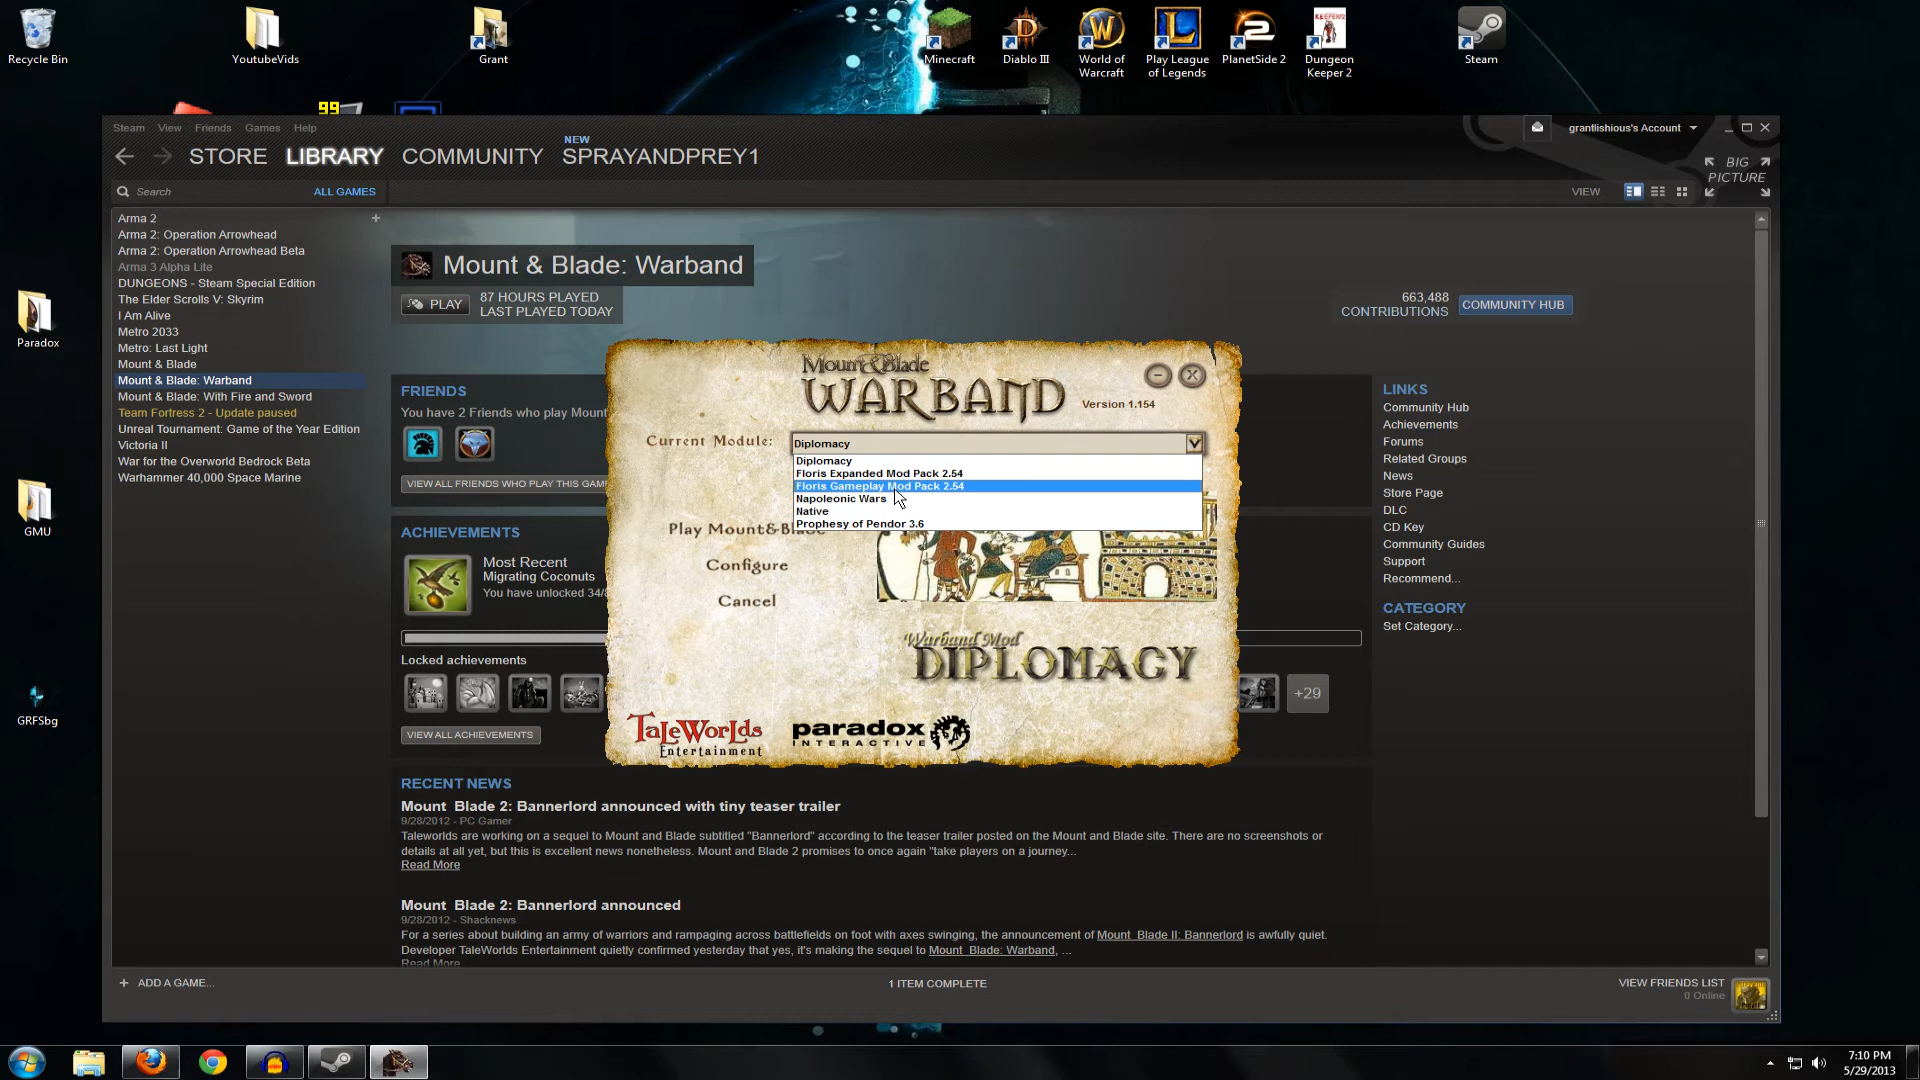 Recycle Bin
YoutubeVids
Grant
Minecraft
Diablo III
World of Warcraft
Play League of Legends
PlanetSide 2
Dungeon Keeper 2
Steam
99
Paradox
GMU
GRFSbg
Steam View Friends Games Help
grantlishious's Account
STORE LIBRARY COMMUNITY
NEW
SPRAYANDPREY1
BIG PICTURE
Search
ALL GAMES
VIEW
Arma 2
Arma 2: Operation Arrowhead
Arma 2: Operation Arrowhead Beta
Arma 3 Alpha Lite
DUNGEONS - Steam Special Edition
The Elder Scrolls V: Skyrim
I Am Alive
Metro 2033
Metro: Last Light
Mount & Blade
Mount & Blade: Warband
Mount & Blade: With Fire and Sword
Team Fortress 2 - Update paused
Unreal Tournament: Game of the Year Edition
Victoria II
War for the Overworld Bedrock Beta
Warhammer 40,000 Space Marine
Mount & Blade: Warband
PLAY
87 HOURS PLAYED
LAST PLAYED TODAY
663,488
CONTRIBUTIONS
COMMUNITY HUB
FRIENDS
You have 2 Friends who play Mount
VIEW ALL FRIENDS WHO PLAY THIS GAM
ACHIEVEMENTS
Most Recent
Migrating Coconuts
You have unlocked 34/
Locked achievements
+29
VIEW ALL ACHIEVEMENTS
Mount&Blade
WARBAND
Version 1.154
Current Module:
Diplomacy
Diplomacy
Floris Expanded Mod Pack 2.54
Floris Gameplay Mod Pack 2.54
Napoleonic Wars
Native
Prophesy of Pendor 3.6
Play Mount&Blade
Configure
Cancel
Warband Mod
DIPLOMACY
TaleWorlds
Entertainment
paradox
INTERACTIVE
LINKS
Community Hub
Achievements
Forums
Related Groups
News
Store Page
DLC
CD Key
Community Guides
Support
Recommend...
CATEGORY
Set Category...
RECENT NEWS
Mount Blade 2: Bannerlord announced with tiny teaser trailer
9/28/2012 - PC Gamer
Taleworlds are working on a sequel to Mount and Blade subtitled "Bannerlord" according to the teaser trailer posted on the Mount and Blade site. There are no screenshots or
details at all yet, but this is excellent news nonetheless. Mount and Blade 2 promises to once again "take players on a journey...
Read More
Mount Blade 2: Bannerlord announced
9/28/2012 - Shacknews
For a series about building an army of warriors and rampaging across battlefields on foot with axes swinging, the announcement of Mount Blade II: Bannerlord is awfully quiet.
Developer TaleWorlds Entertainment quietly confirmed yesterday that yes, it's making the sequel to Mount Blade: Warband, ...
Read More
ADD A GAME...
1 ITEM COMPLETE
VIEW FRIENDS LIST
0 Online
7:10 PM
5/29/2013